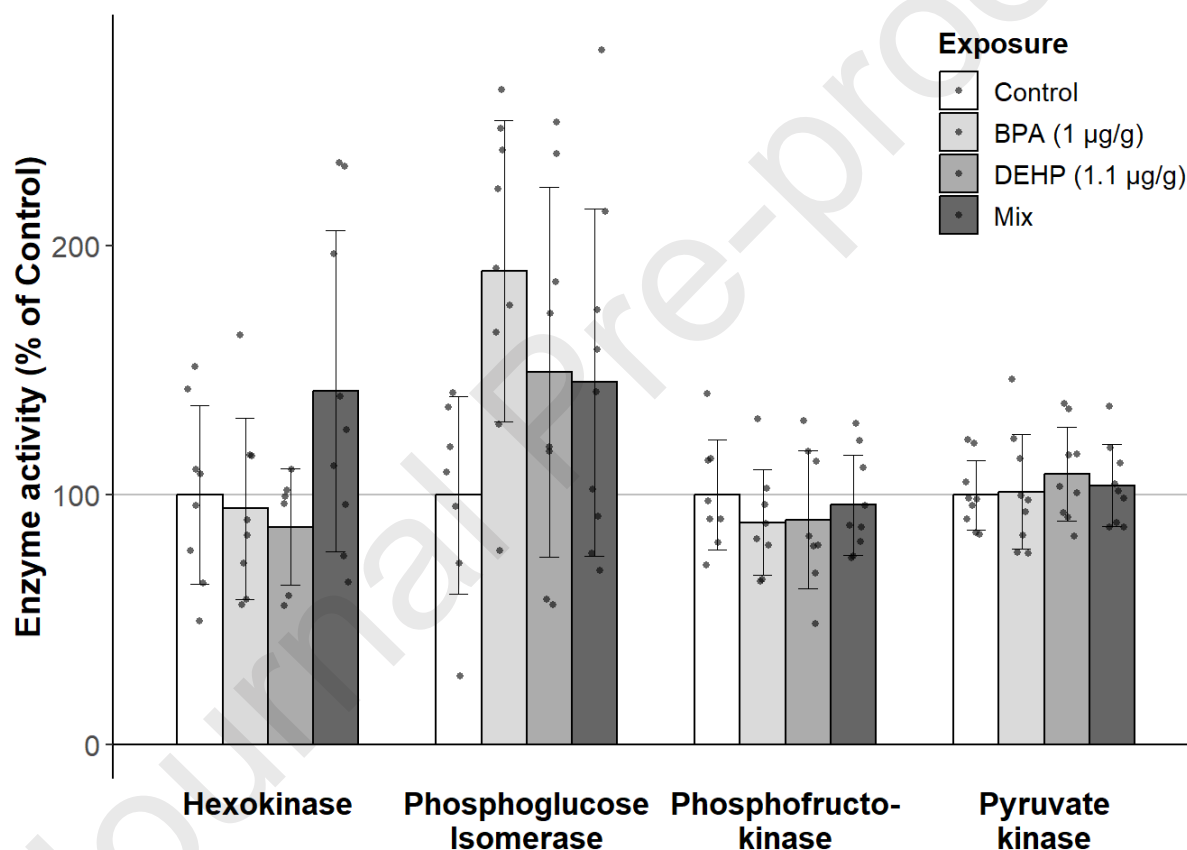 Journal Pre-proo
Exposure
Control
BPA (1 µg/g)
DEHP (1.1 µg/g)
Mix
Enzyme activity (% of Control)
200
100
0
Hexokinase
Phosphoglucose
Isomerase
Phosphofructo-
kinase
Pyruvate
kinase